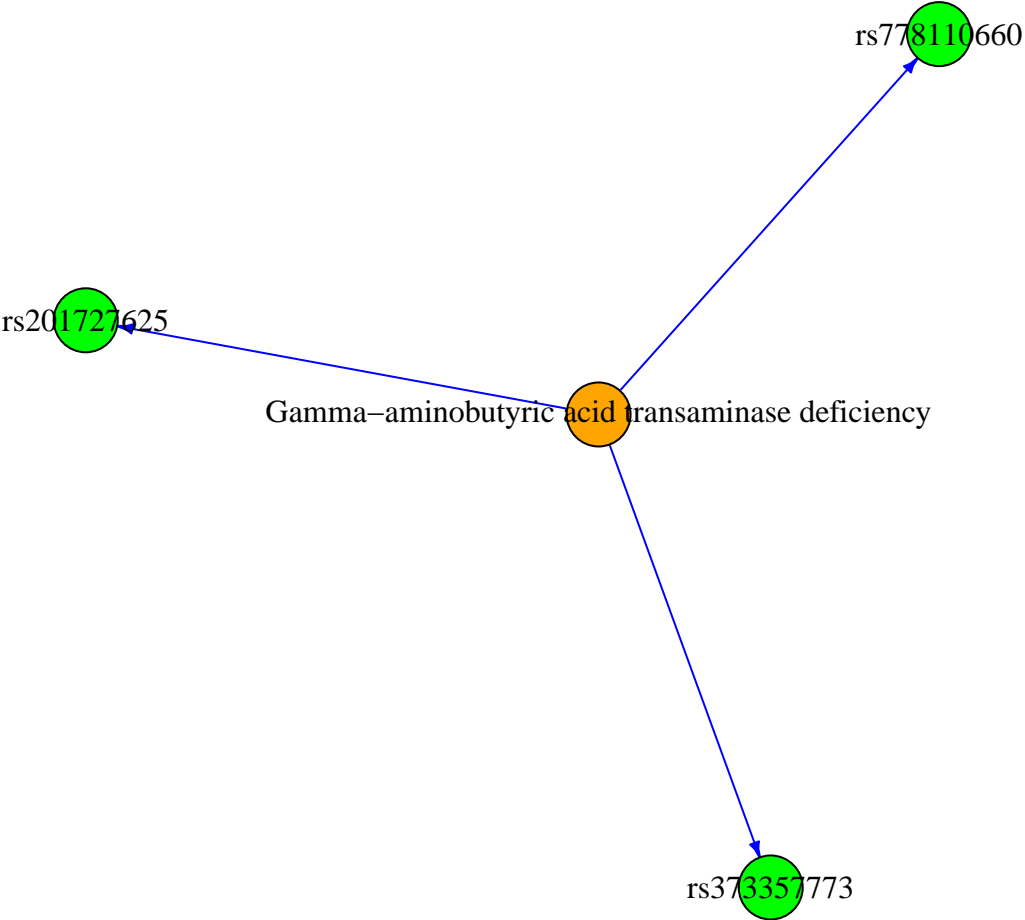 rs778110660
rs201727625
Gamma−aminobutyric acid transaminase deficiency
rs373357773